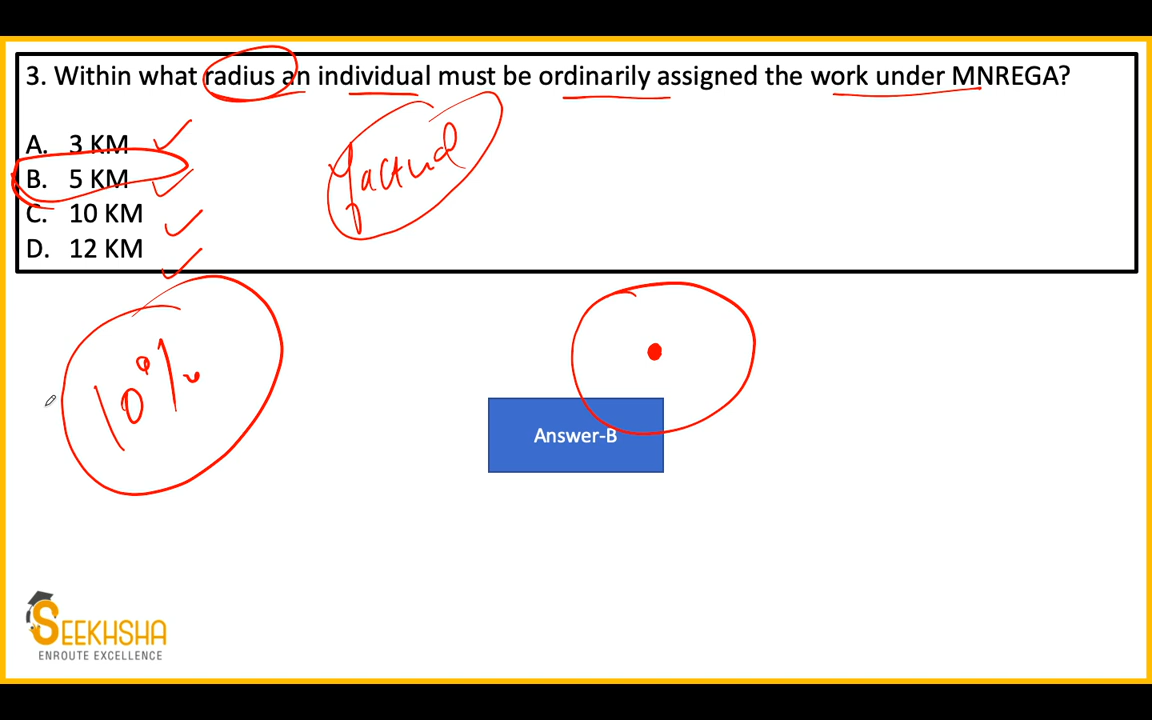 3. Within what radius an individual must be ordinarily assigned the work under MNREGA?
A. 3 KM
B. 5 KM
C. 10 KM
D. 12 KM
factual
10%
Answer-B
SEEKHSHA
ENROUTE EXCELLENCE